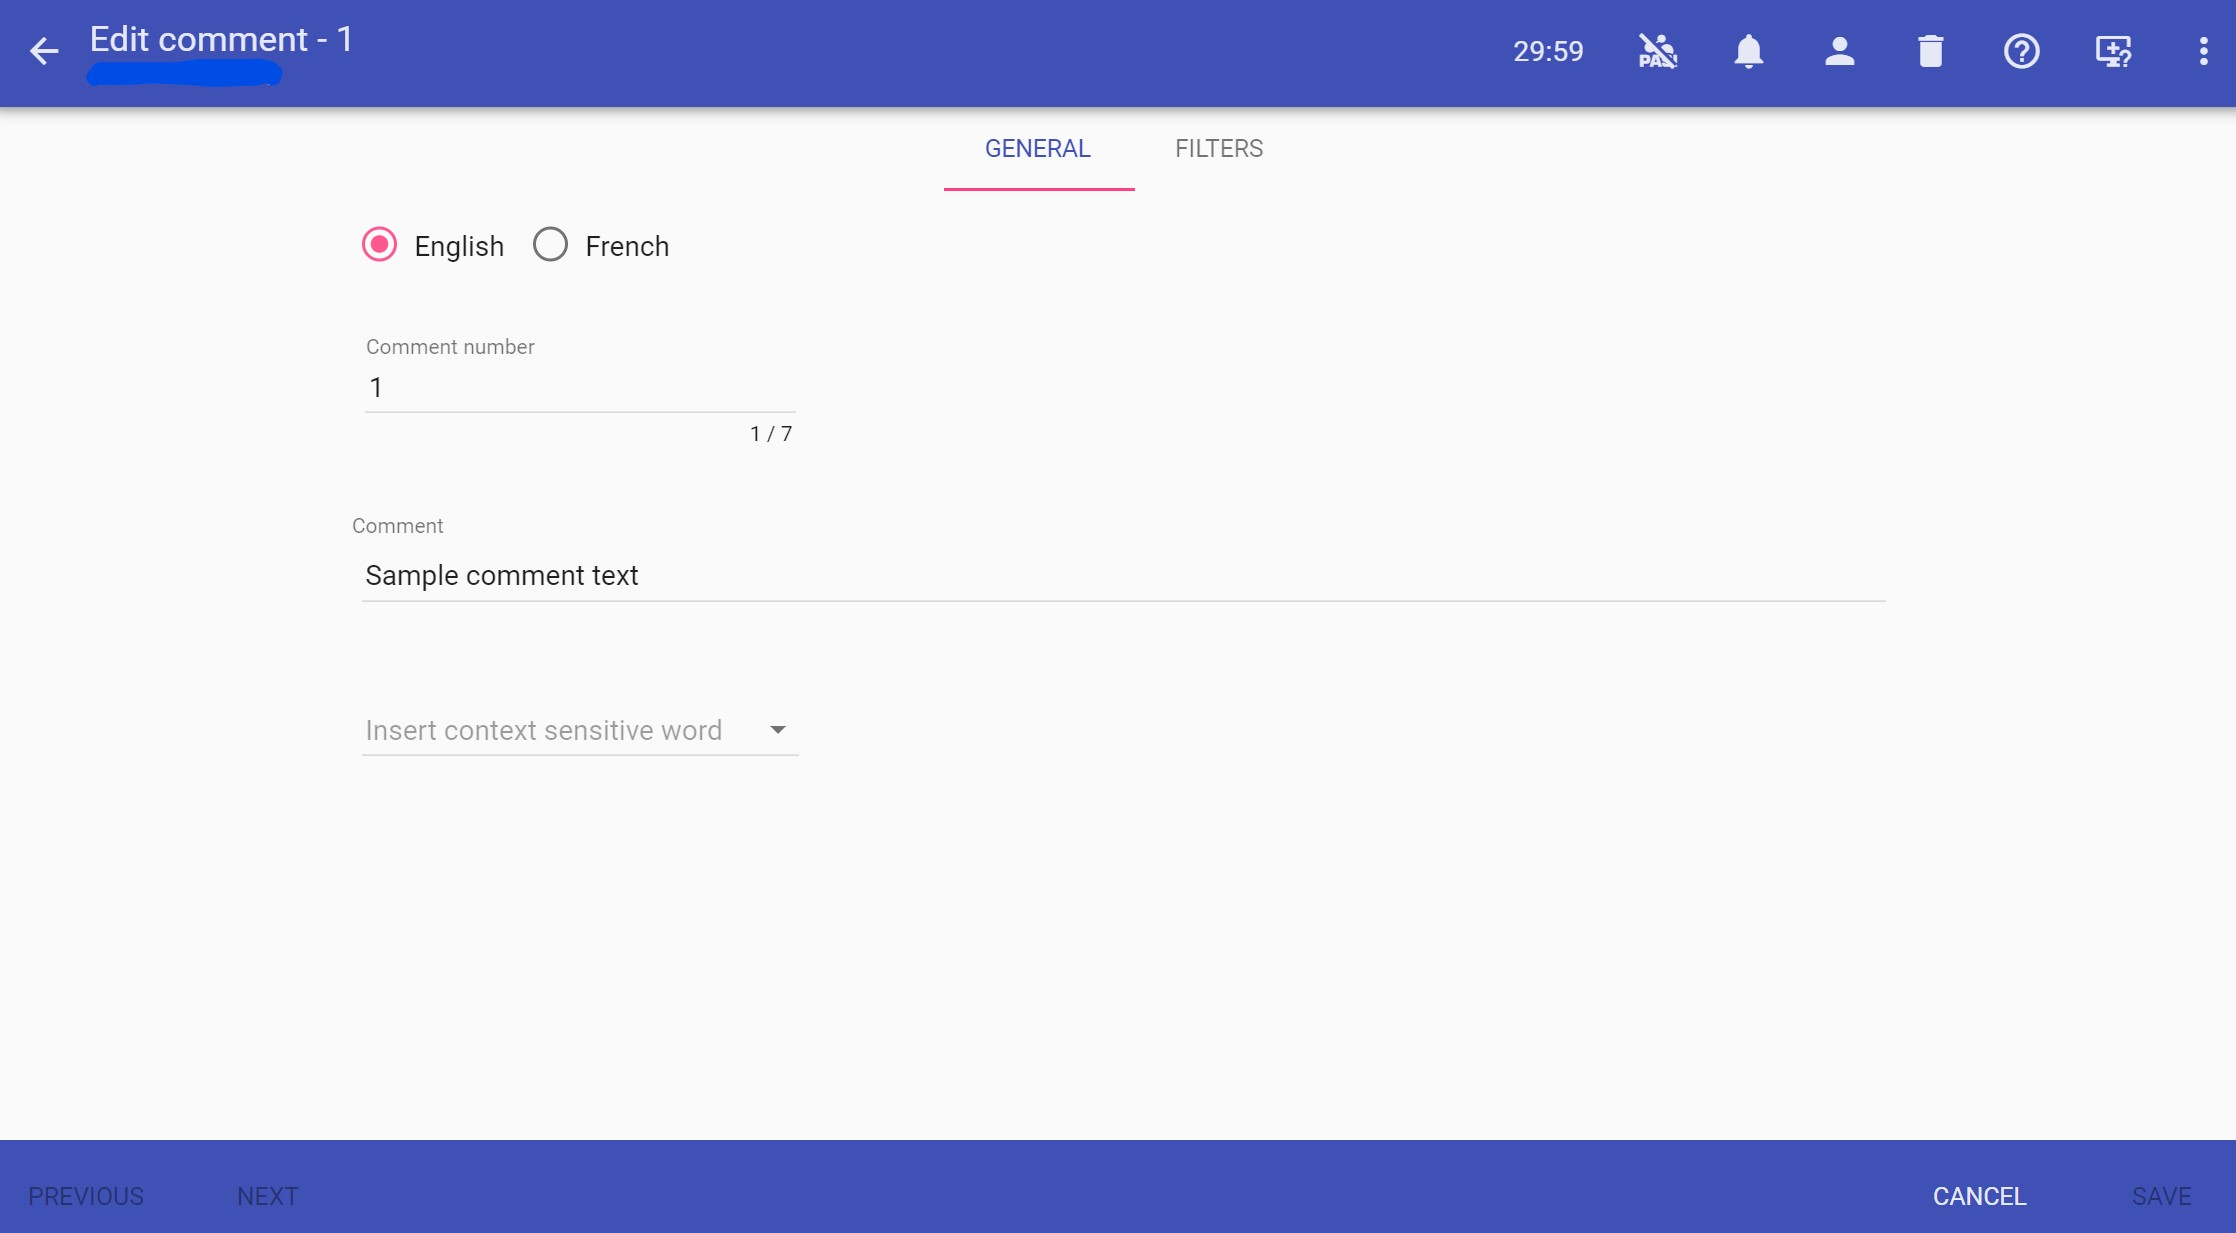 Edit comment - 1
29:59
GENERAL FILTERS
English French
Comment number
1
1 / 7
Comment
Sample comment text
Insert context sensitive word
PREVIOUS NEXT CANCEL SAVE